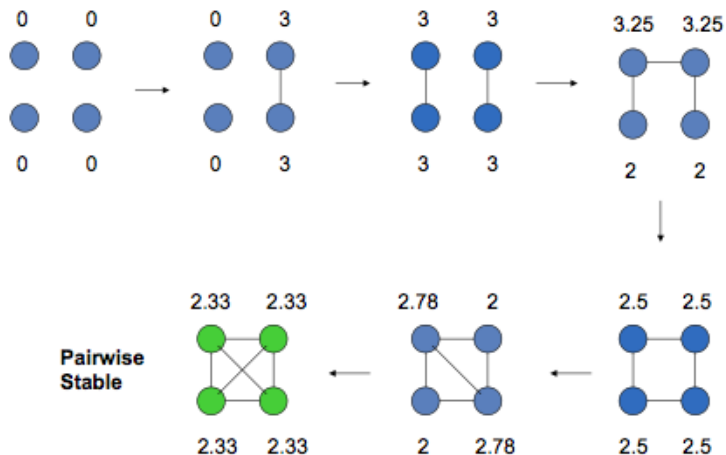 0 0 0 3 3 3 3.25 3.25
0 0 0 3 3 3 2 2
2.33 2.33 2.78 2 2.5 2.5
Pairwise
Stable
2.33 2.33 2 2.78 2.5 2.5